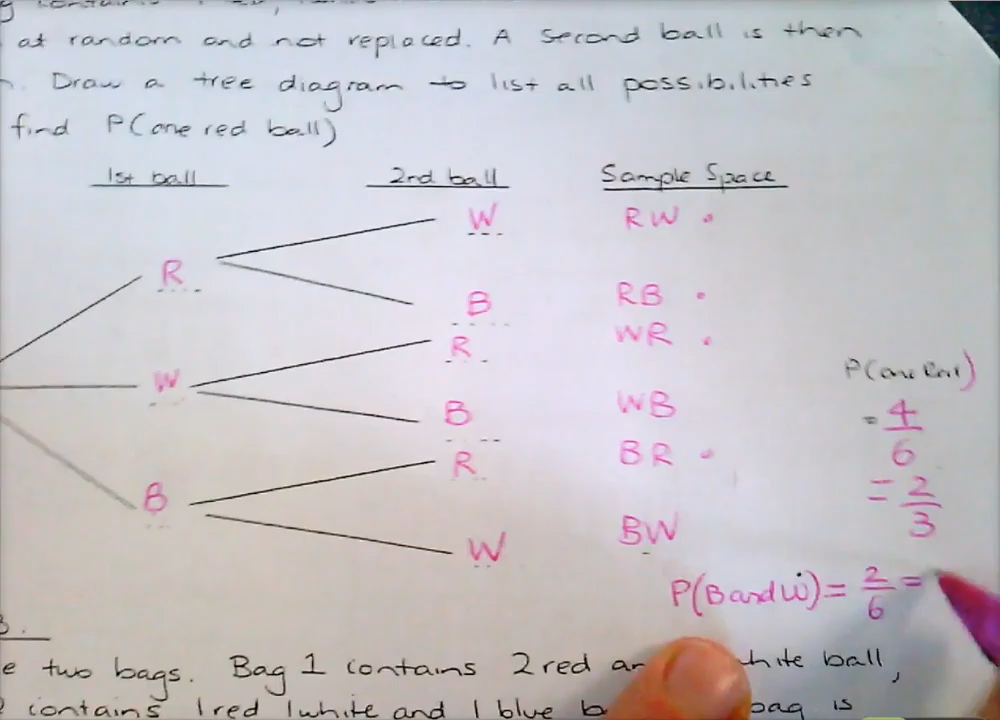 at random and not replaced. A second ball is then
Draw a tree diagram to list all possibilities
find P(one red ball)
1st ball 2nd ball Sample Space
W RW
R
B RB
R WR
W
B WB
R BR
B
W BW
P(one Red)
= 4/6
= 2/3
P(B and W) = 2/6 =
two bags. Bag 1 contains 2 red ball,
contains 1 red 1 white and 1 blue bag is